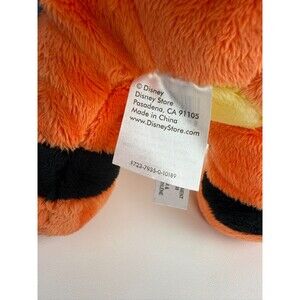 © Disney
Disney Store
Pasadena, CA 91105
Made in China
www.DisneyStore.com